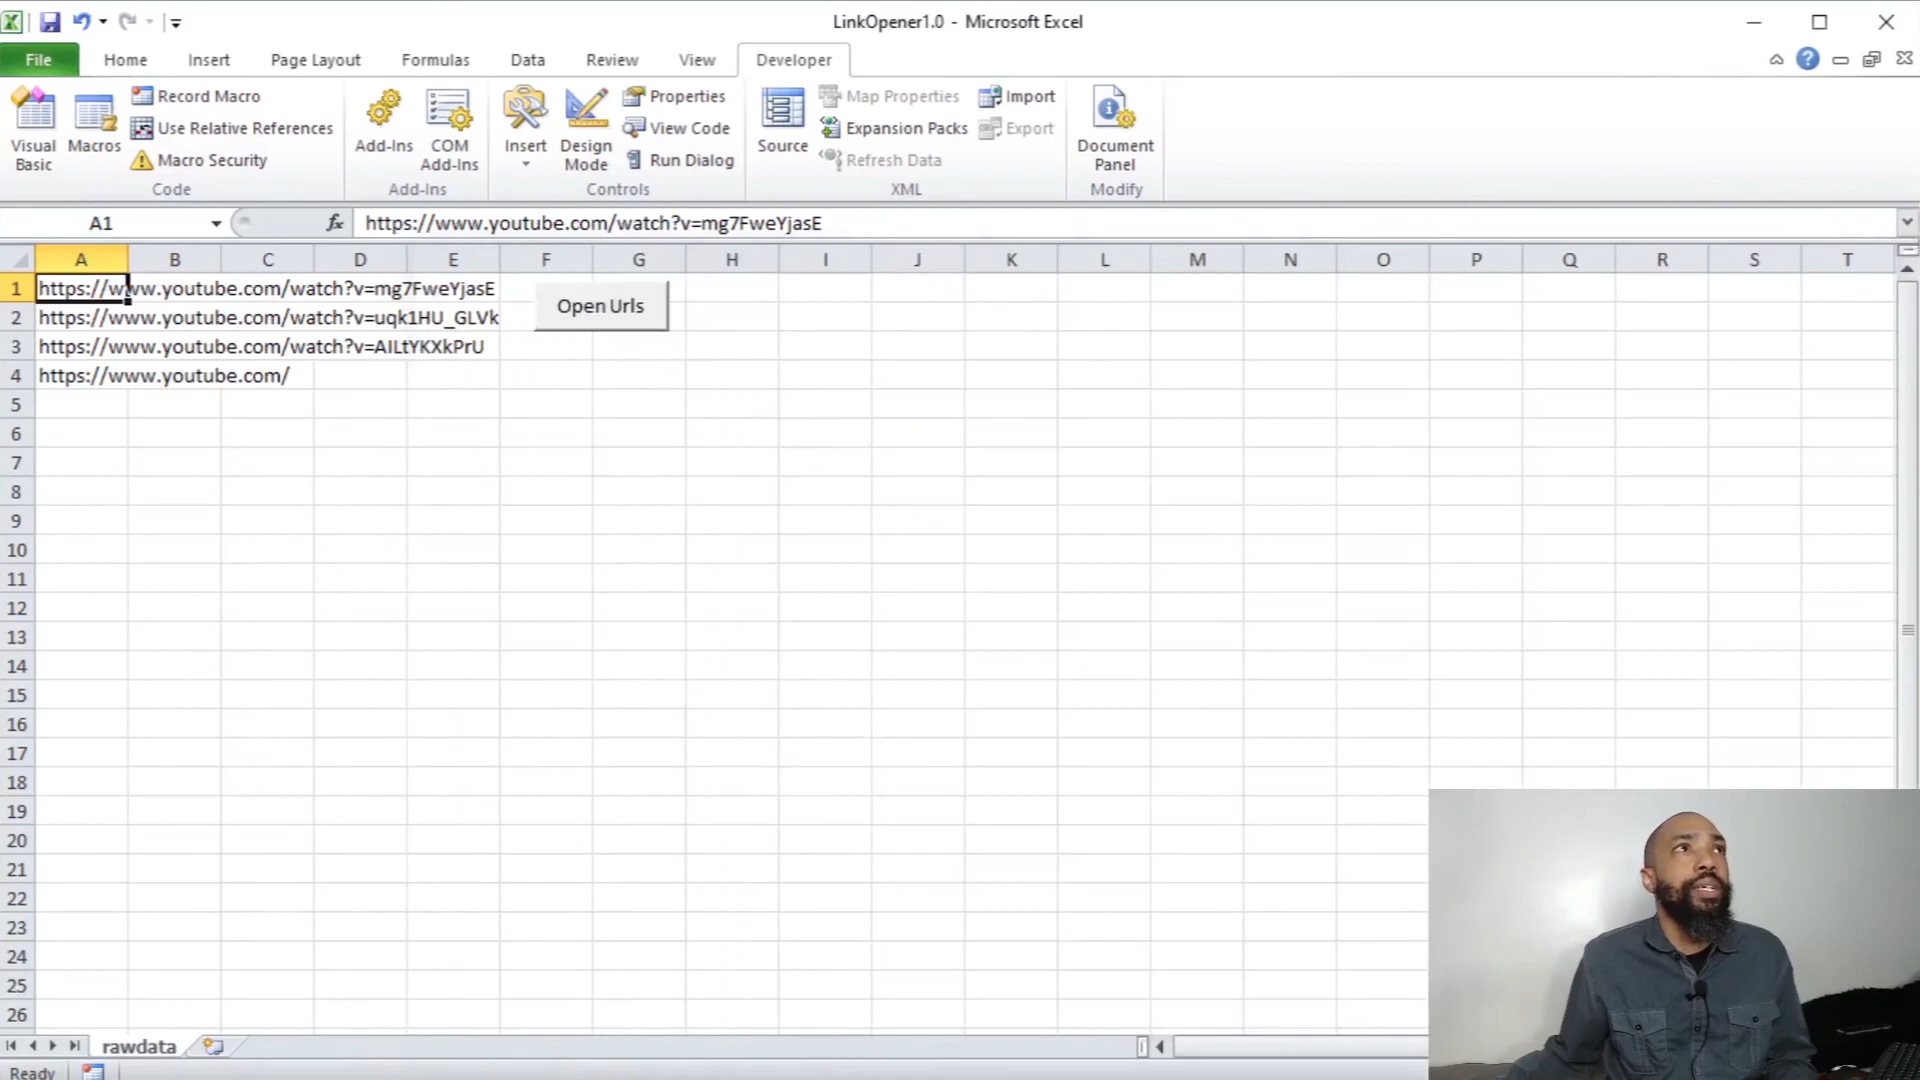 LinkOpener1.0 - Microsoft Excel
File Home Insert Page Layout Formulas Data Review View Developer
Visual Basic
Macros
Record Macro
Use Relative References
Macro Security
Code
Add-Ins
COM Add-Ins
Add-Ins
Insert
Design Mode
Properties
View Code
Run Dialog
Controls
Source
Map Properties
Expansion Packs
Refresh Data
Import
Export
XML
Document Panel
Modify
A1 fx https://www.youtube.com/watch?v=mg7FweYjasE
A B C D E F G H I J K L M N O P Q R S T
1 https://www.youtube.com/watch?v=mg7FweYjasE
Open Urls
2 https://www.youtube.com/watch?v=uqk1HU_GLVk
3 https://www.youtube.com/watch?v=AILtYKXkPrU
4 https://www.youtube.com/
5
6
7
8
9
10
11
12
13
14
15
16
17
18
19
20
21
22
23
24
25
26
rawdata
Ready